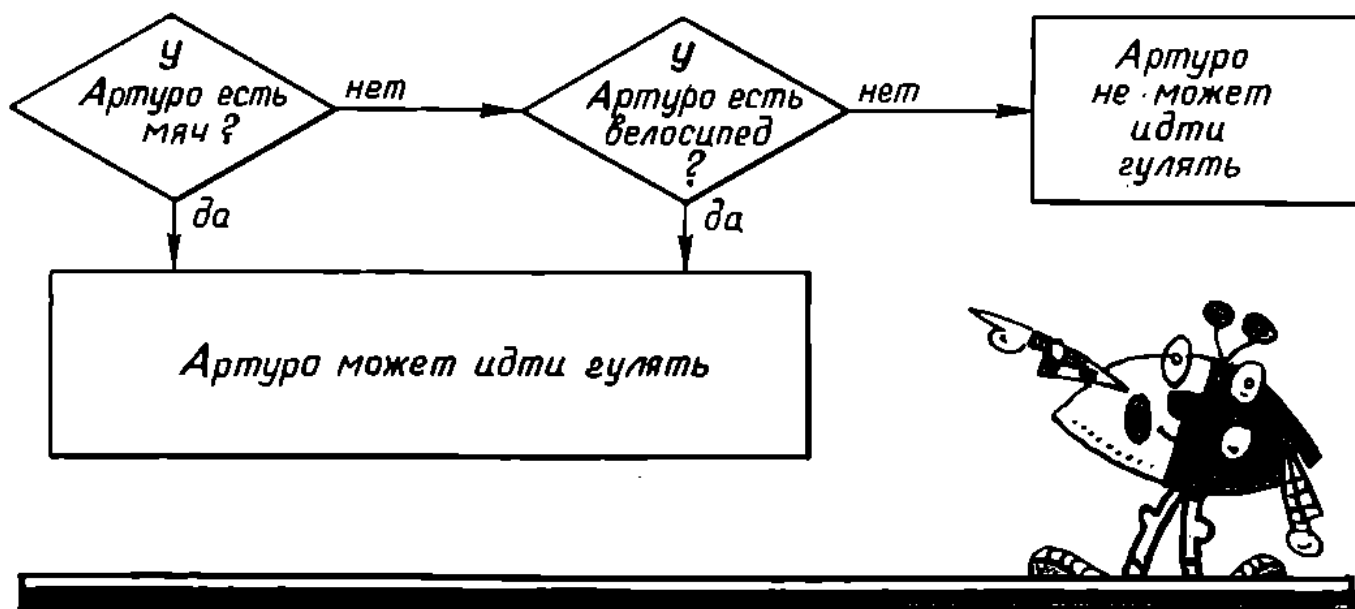 У
Артуро есть
мяч?
нет
У
Артуро есть
велосипед
?
нет
Артуро
не может
идти
гулять
да
да
Артуро может идти гулять